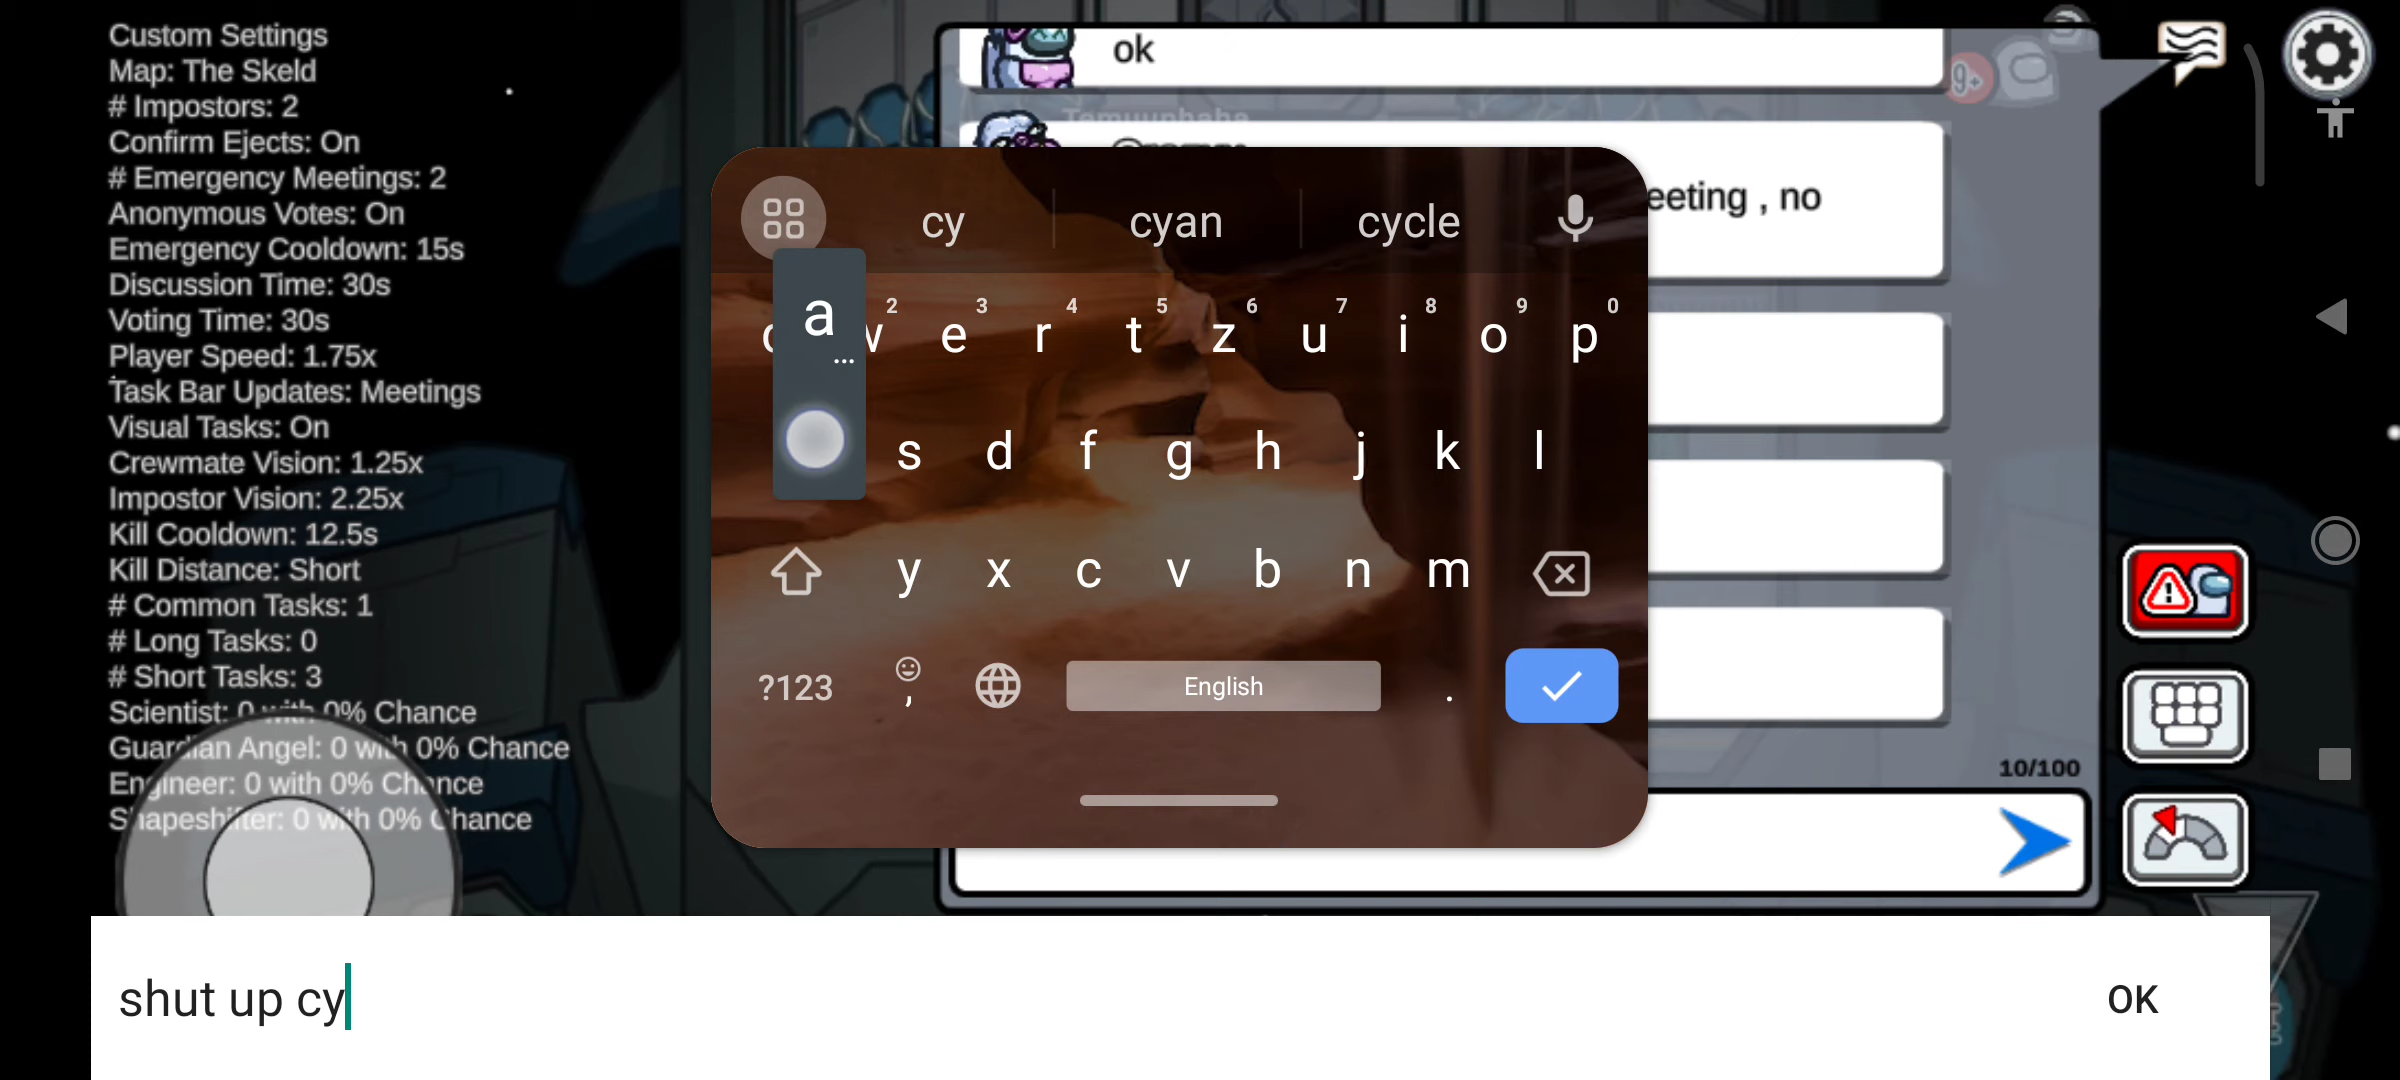 Custom Settings
Map: The Skeld
# Impostors: 2
Confirm Ejects: On
# Emergency Meetings: 2
Anonymous Votes: On
Emergency Cooldown: 15s
Discussion Time: 30s
Voting Time: 30s
Player Speed: 1.75x
Task Bar Updates: Meetings
Visual Tasks: On
Crewmate Vision: 1.25x
Impostor Vision: 2.25x
Kill Cooldown: 12.5s
Kill Distance: Short
# Common Tasks: 1
# Long Tasks: 0
# Short Tasks: 3
Scientist: 0 with 0% Chance
Guardian Angel: 0 with 0% Chance
Engineer: 0 with 0% Chance
Shapeshifter: 0 with 0% Chance
ok
9+
eeting , no
cy cyan cycle
a
...
2 3 4 5 6 7 8 9 0
e r t z u i o p
s d f g h j k l
y x c v b n m
?123 , English .
10/100
shut up cy
OK